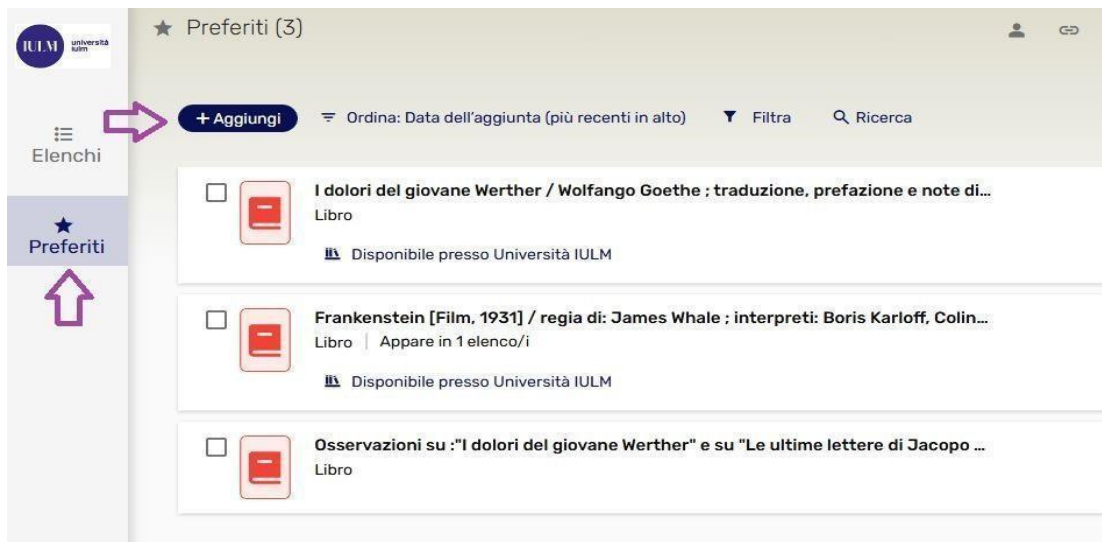 IULM università iulm
Preferiti (3)
Elenchi
Preferiti
+ Aggiungi Ordina: Data dell'aggiunta (più recenti in alto) Filtra Ricerca
I dolori del giovane Werther / Wolfango Goethe ; traduzione, prefazione e note di...
Libro
Disponibile presso Università IULM
Frankenstein [Film, 1931] / regia di: James Whale ; interpreti: Boris Karloff, Colin...
Libro | Appare in 1 elenco/i
Disponibile presso Università IULM
Osservazioni su :"I dolori del giovane Werther" e su "Le ultime lettere di Jacopo ...
Libro